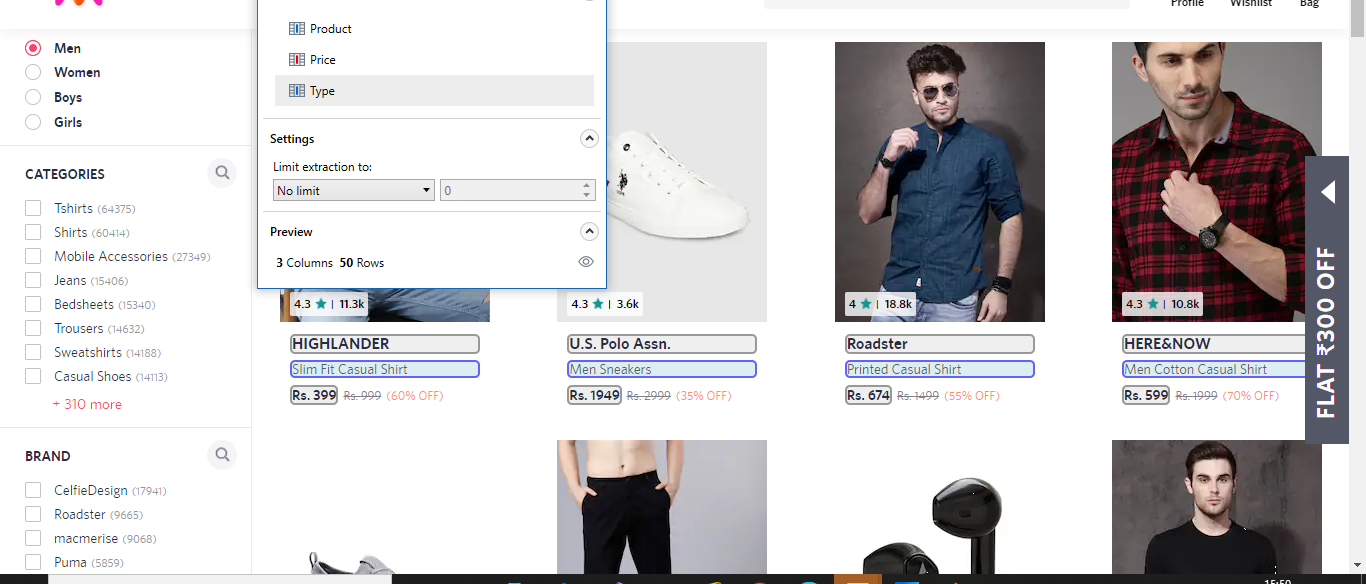 Profile Wishlist Bag
Men
Women
Boys
Girls
CATEGORIES
Tshirts (64375)
Shirts (60414)
Mobile Accessories (27349)
Jeans (15406)
Bedsheets (15340)
Trousers (14632)
Sweatshirts (14188)
Casual Shoes (14113)
+ 310 more
BRAND
CelfieDesign (17941)
Roadster (9665)
macmerise (9068)
Puma (5859)
Product
Price
Type
Settings
Limit extraction to:
No limit 0
Preview
3 Columns 50 Rows
4.3 ★ | 11.3k
HIGHLANDER
Slim Fit Casual Shirt
Rs. 399 Rs. 999 (60% OFF)
4.3 ★ | 3.6k
U.S. Polo Assn.
Men Sneakers
Rs. 1949 Rs. 2999 (35% OFF)
4 ★ | 18.8k
Roadster
Printed Casual Shirt
Rs. 674 Rs. 1499 (55% OFF)
4.3 ★ | 10.8k
HERE&NOW
Men Cotton Casual Shirt
Rs. 599 Rs. 1999 (70% OFF)
FLAT ₹300 OFF
15:50